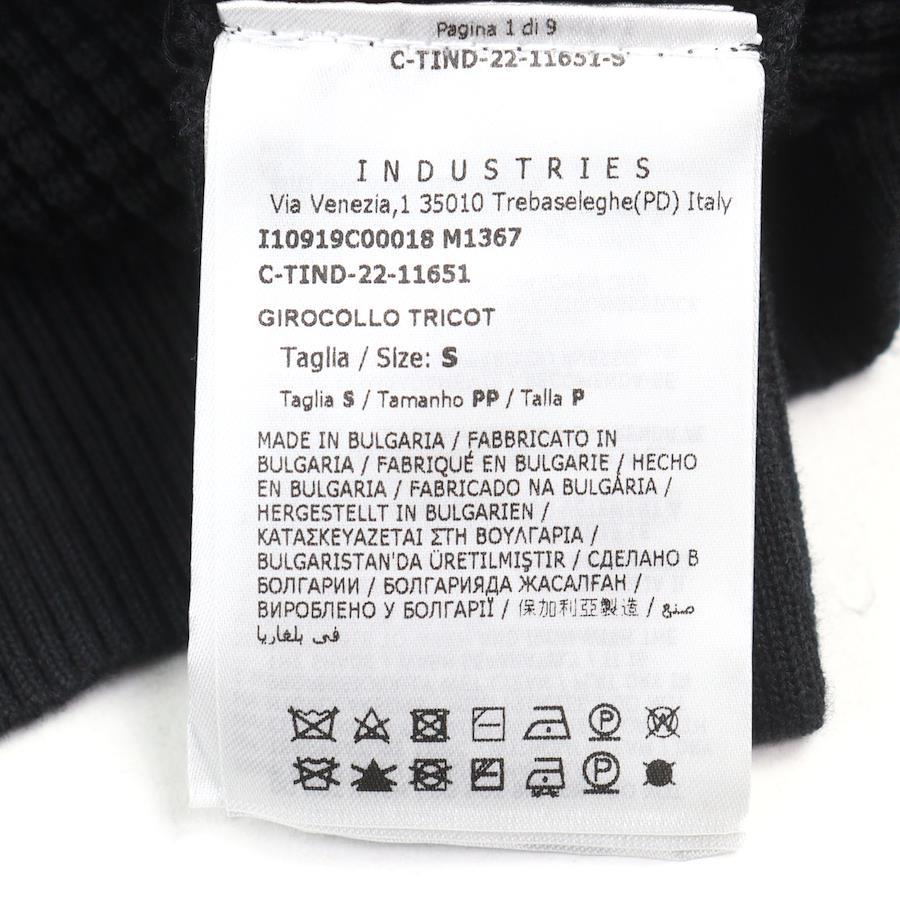 Pagina 1 di 9
C-TIND-22-11651-S
INDUSTRIES
Via Venezia,1 35010 Trebaseleghe(PD) Italy
I10919C00018 M1367
C-TIND-22-11651
GIROCOLLO TRICOT
Taglia / Size: S
Taglia S / Tamanho PP / Talla P
MADE IN BULGARIA / FABBRICATO IN
BULGARIA / FABRIQUÉ EN BULGARIE / HECHO
EN BULGARIA / FABRICADO NA BULGÁRIA /
HERGESTELLT IN BULGARIEN /
ΚΑΤΑΣΚΕΥΑΖΕΤΑΙ ΣΤΗ ΒΟΥΛΓΑΡΙΑ /
BULGARISTAN'DA ÜRETILMIŞTIR / СДЕЛАНО В
БОЛГАРИИ / БОЛГАРИЯДА ЖАСАЛҒАН /
ВИРОБЛЕНО У БОЛГАРІЇ / 保加利亞製造 / صنع
في بلغاريا
P W
P